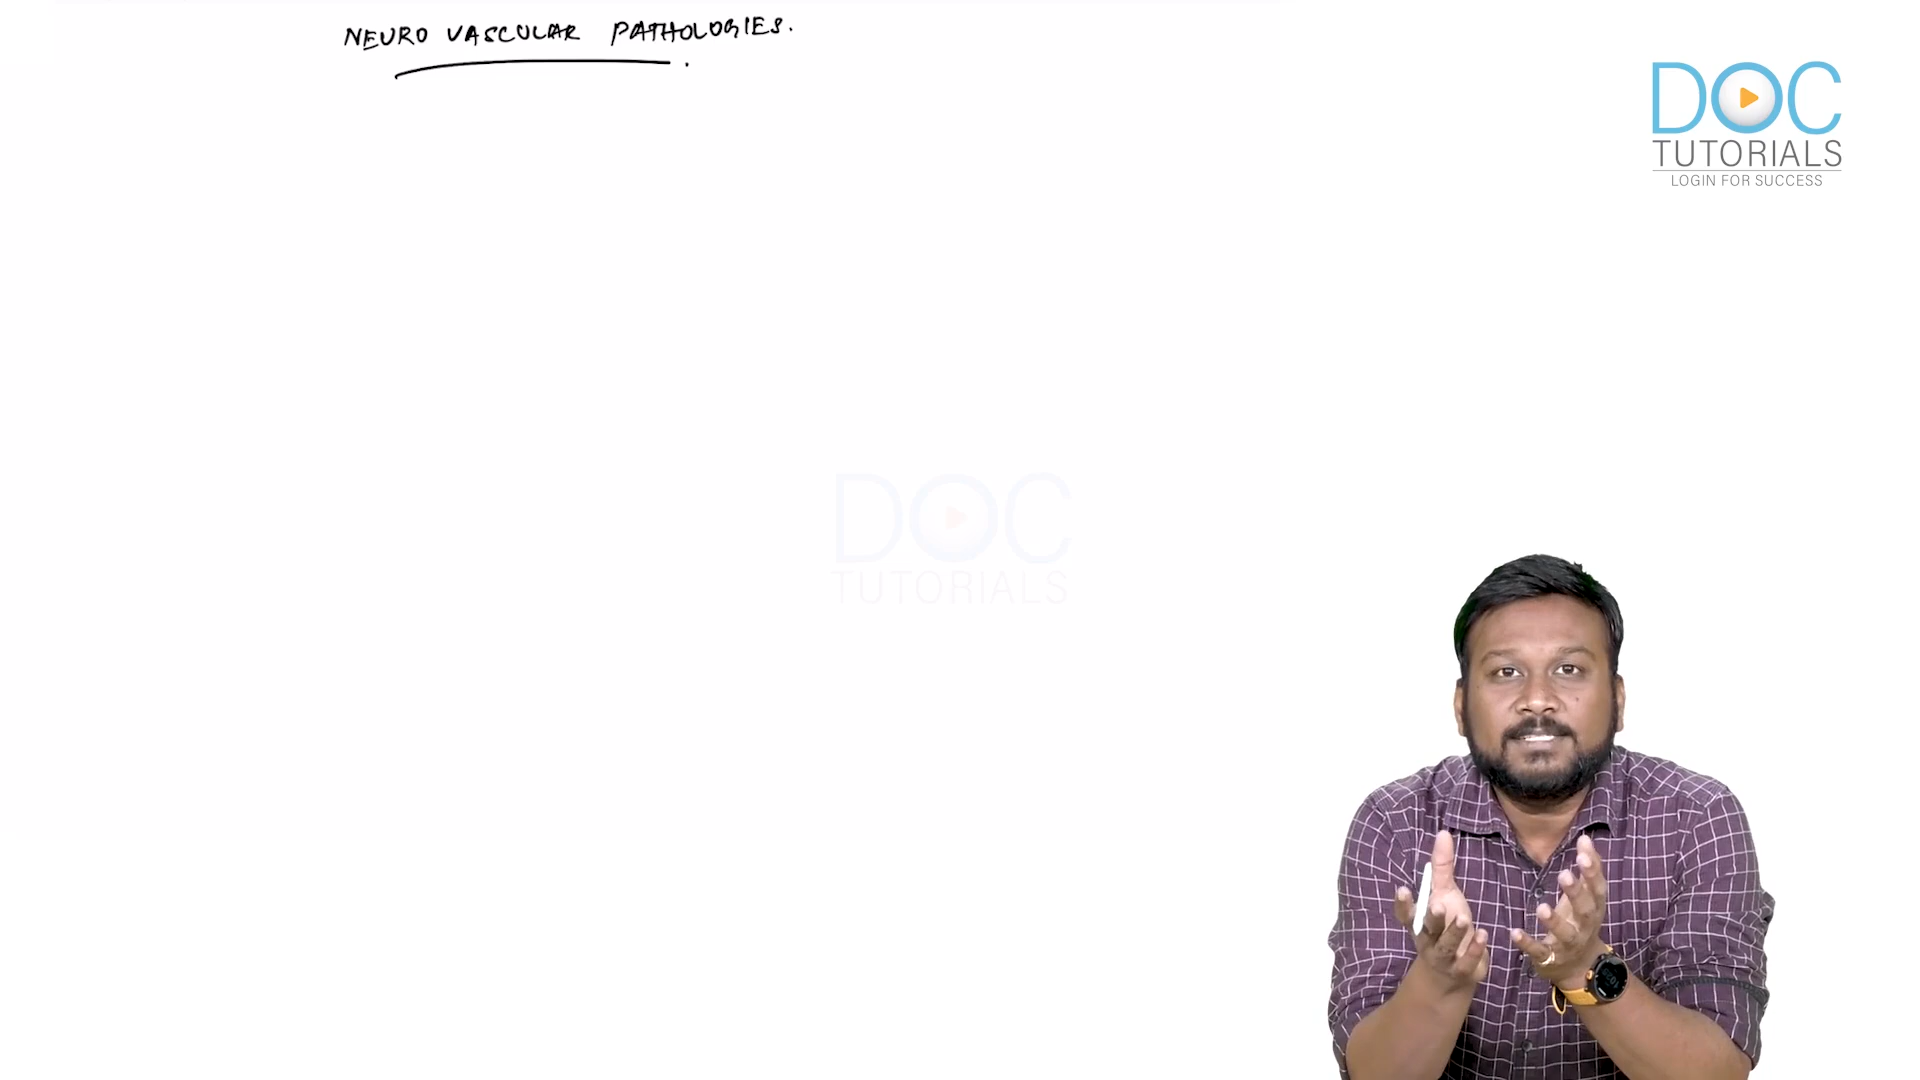 NEURO VASCULAR PATHOLOGIES.
DOC
TUTORIALS
LOGIN FOR SUCCESS
DOC
TUTORIALS